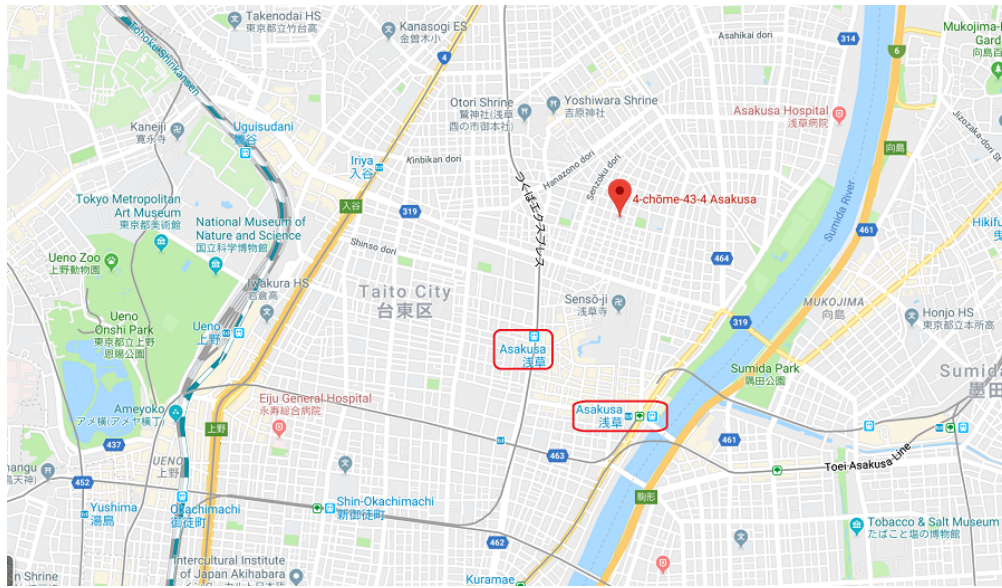 Takenodai HS
東京都立竹台高
Kanasogi ES
金曽木小
4
Asahikai dori
314
Mukojima-
Gard
向島百
6
Tohoku Shinkansen
Kaneiji
寛永寺
Uguisudani
鶯谷
Otori Shrine
鷲神社(浅草
酉の市御本社)
Yoshiwara Shrine
吉原神社
Asakusa Hospital
浅草病院
Jizozaka-dori
向島
Iriya
入谷
Kinbikan dori
Hanazono dori
Senzoku dori
つくばエクスプレス
Tokyo Metropolitan
Art Museum
東京都美術館
入谷
319
4-chōme-43-4 Asakusa
National Museum of
Nature and Science
国立科学博物館
Shinso dori
Sumida River
461
Hikifu
Ueno Zoo
上野動物園
464
Iwakura HS
岩倉高
Taito City
台東区
Sensō-ji
浅草寺
MUKOJIMA
向島
Honjo HS
東京都立本所高
Ueno
Onshi Park
東京都立上野
恩賜公園
Ueno
上野
319
Asakusa
浅草
Sumida Park
隅田公園
Sumida
墨田
Eiju General Hospital
永寿総合病院
Ameyoko
アメ横(アメヤ横丁)
Asakusa
浅草
上野
437
461
UENO
上野
463
Toei Asakusa Line
452
Yushima
湯島
Okachimachi
御徒町
Shin-Okachimachi
新御徒町
駒形
Tobacco & Salt Museum
たばこと塩の博物館
462
n Shrine
Intercultural Institute
of Japan Akihabara
Kuramae